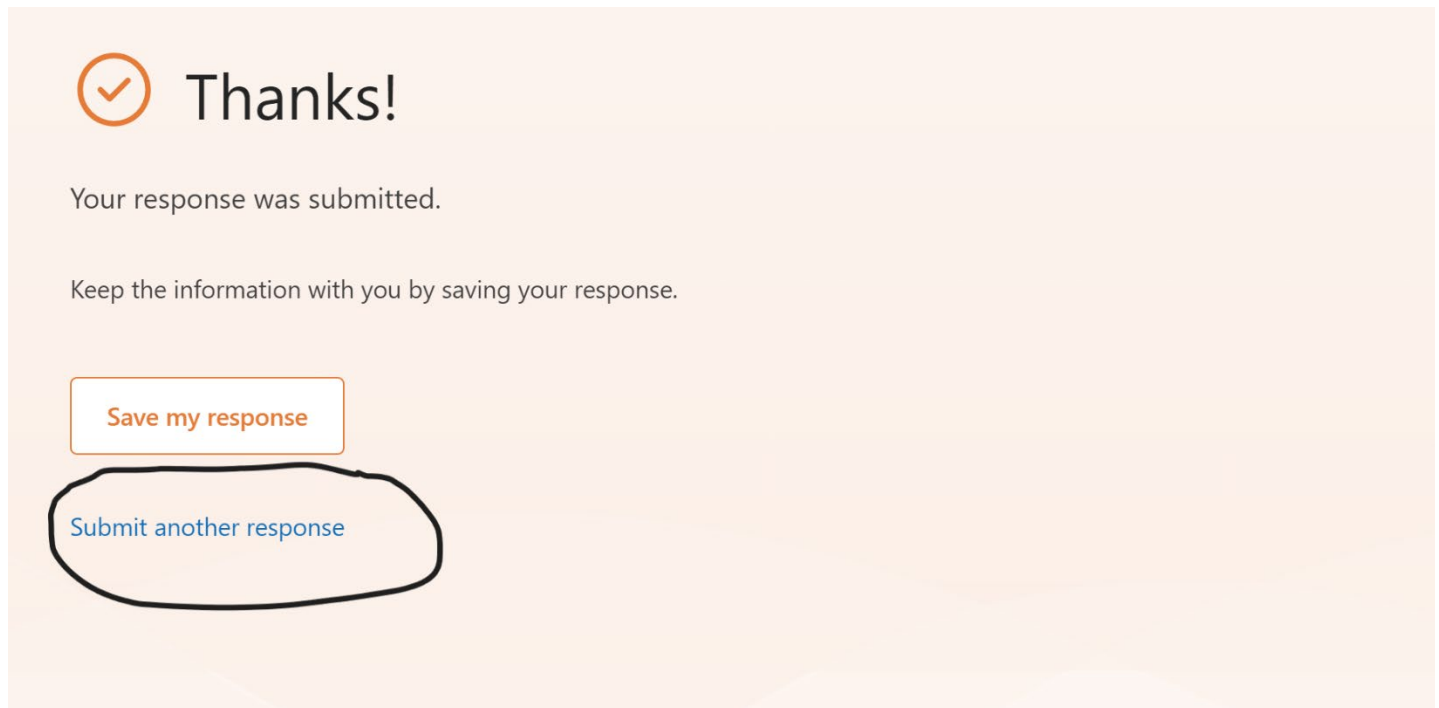 Thanks!
Your response was submitted.
Keep the information with you by saving your response.
Save my response
Submit another response